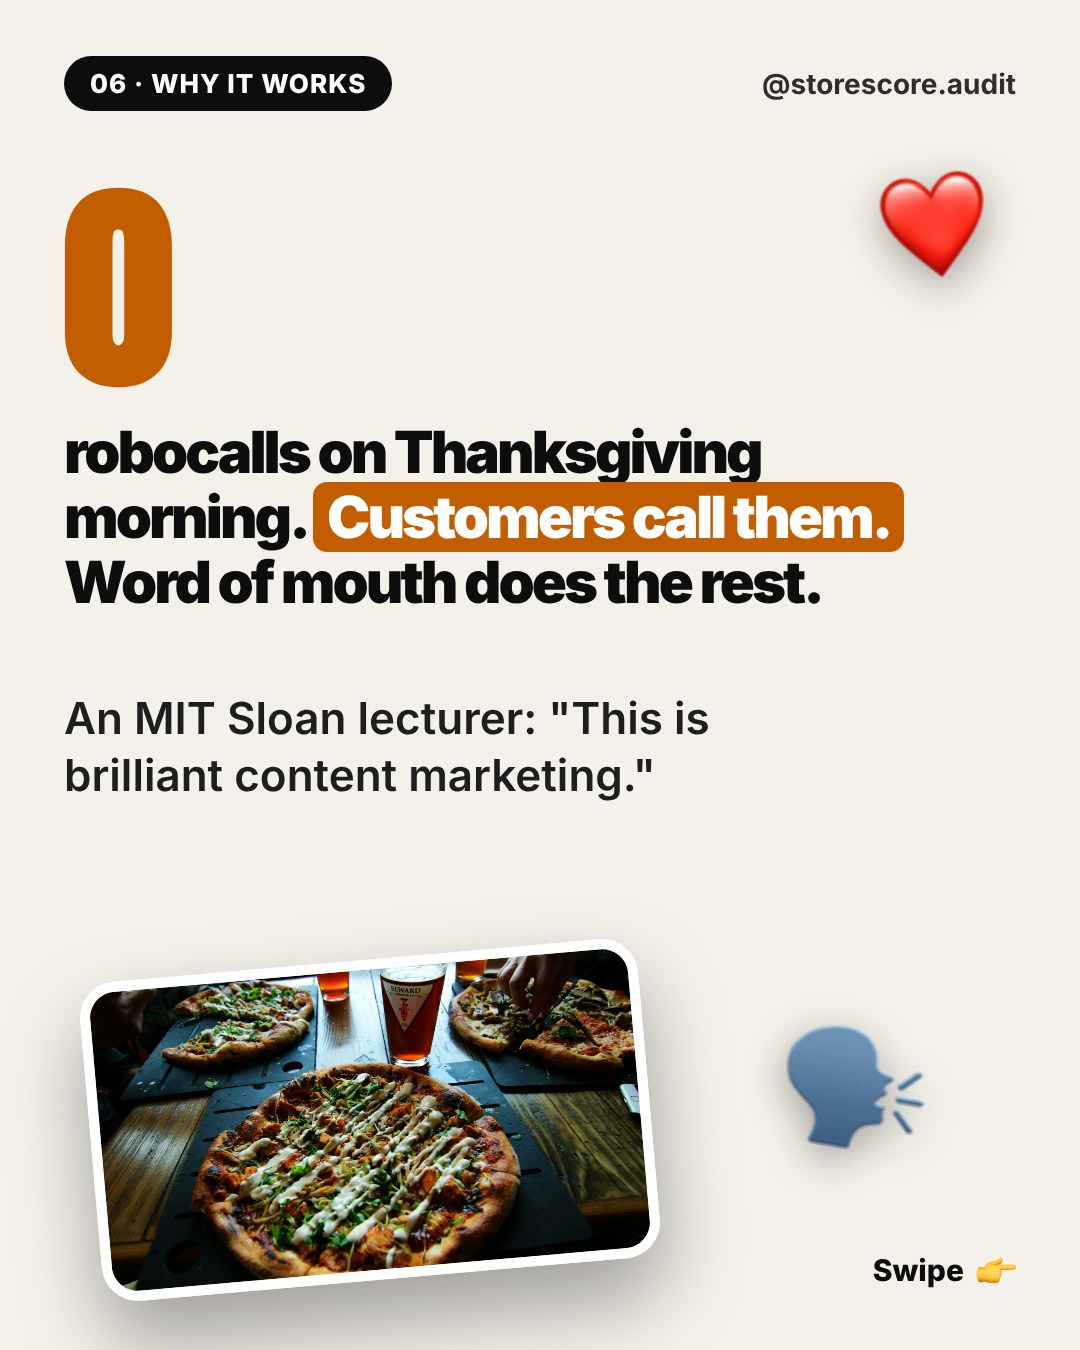 06 · WHY IT WORKS
@storescore.audit
0
robocalls on Thanksgiving
morning. Customers call them.
Word of mouth does the rest.
An MIT Sloan lecturer: "This is
brilliant content marketing."
SEWARD
Swipe